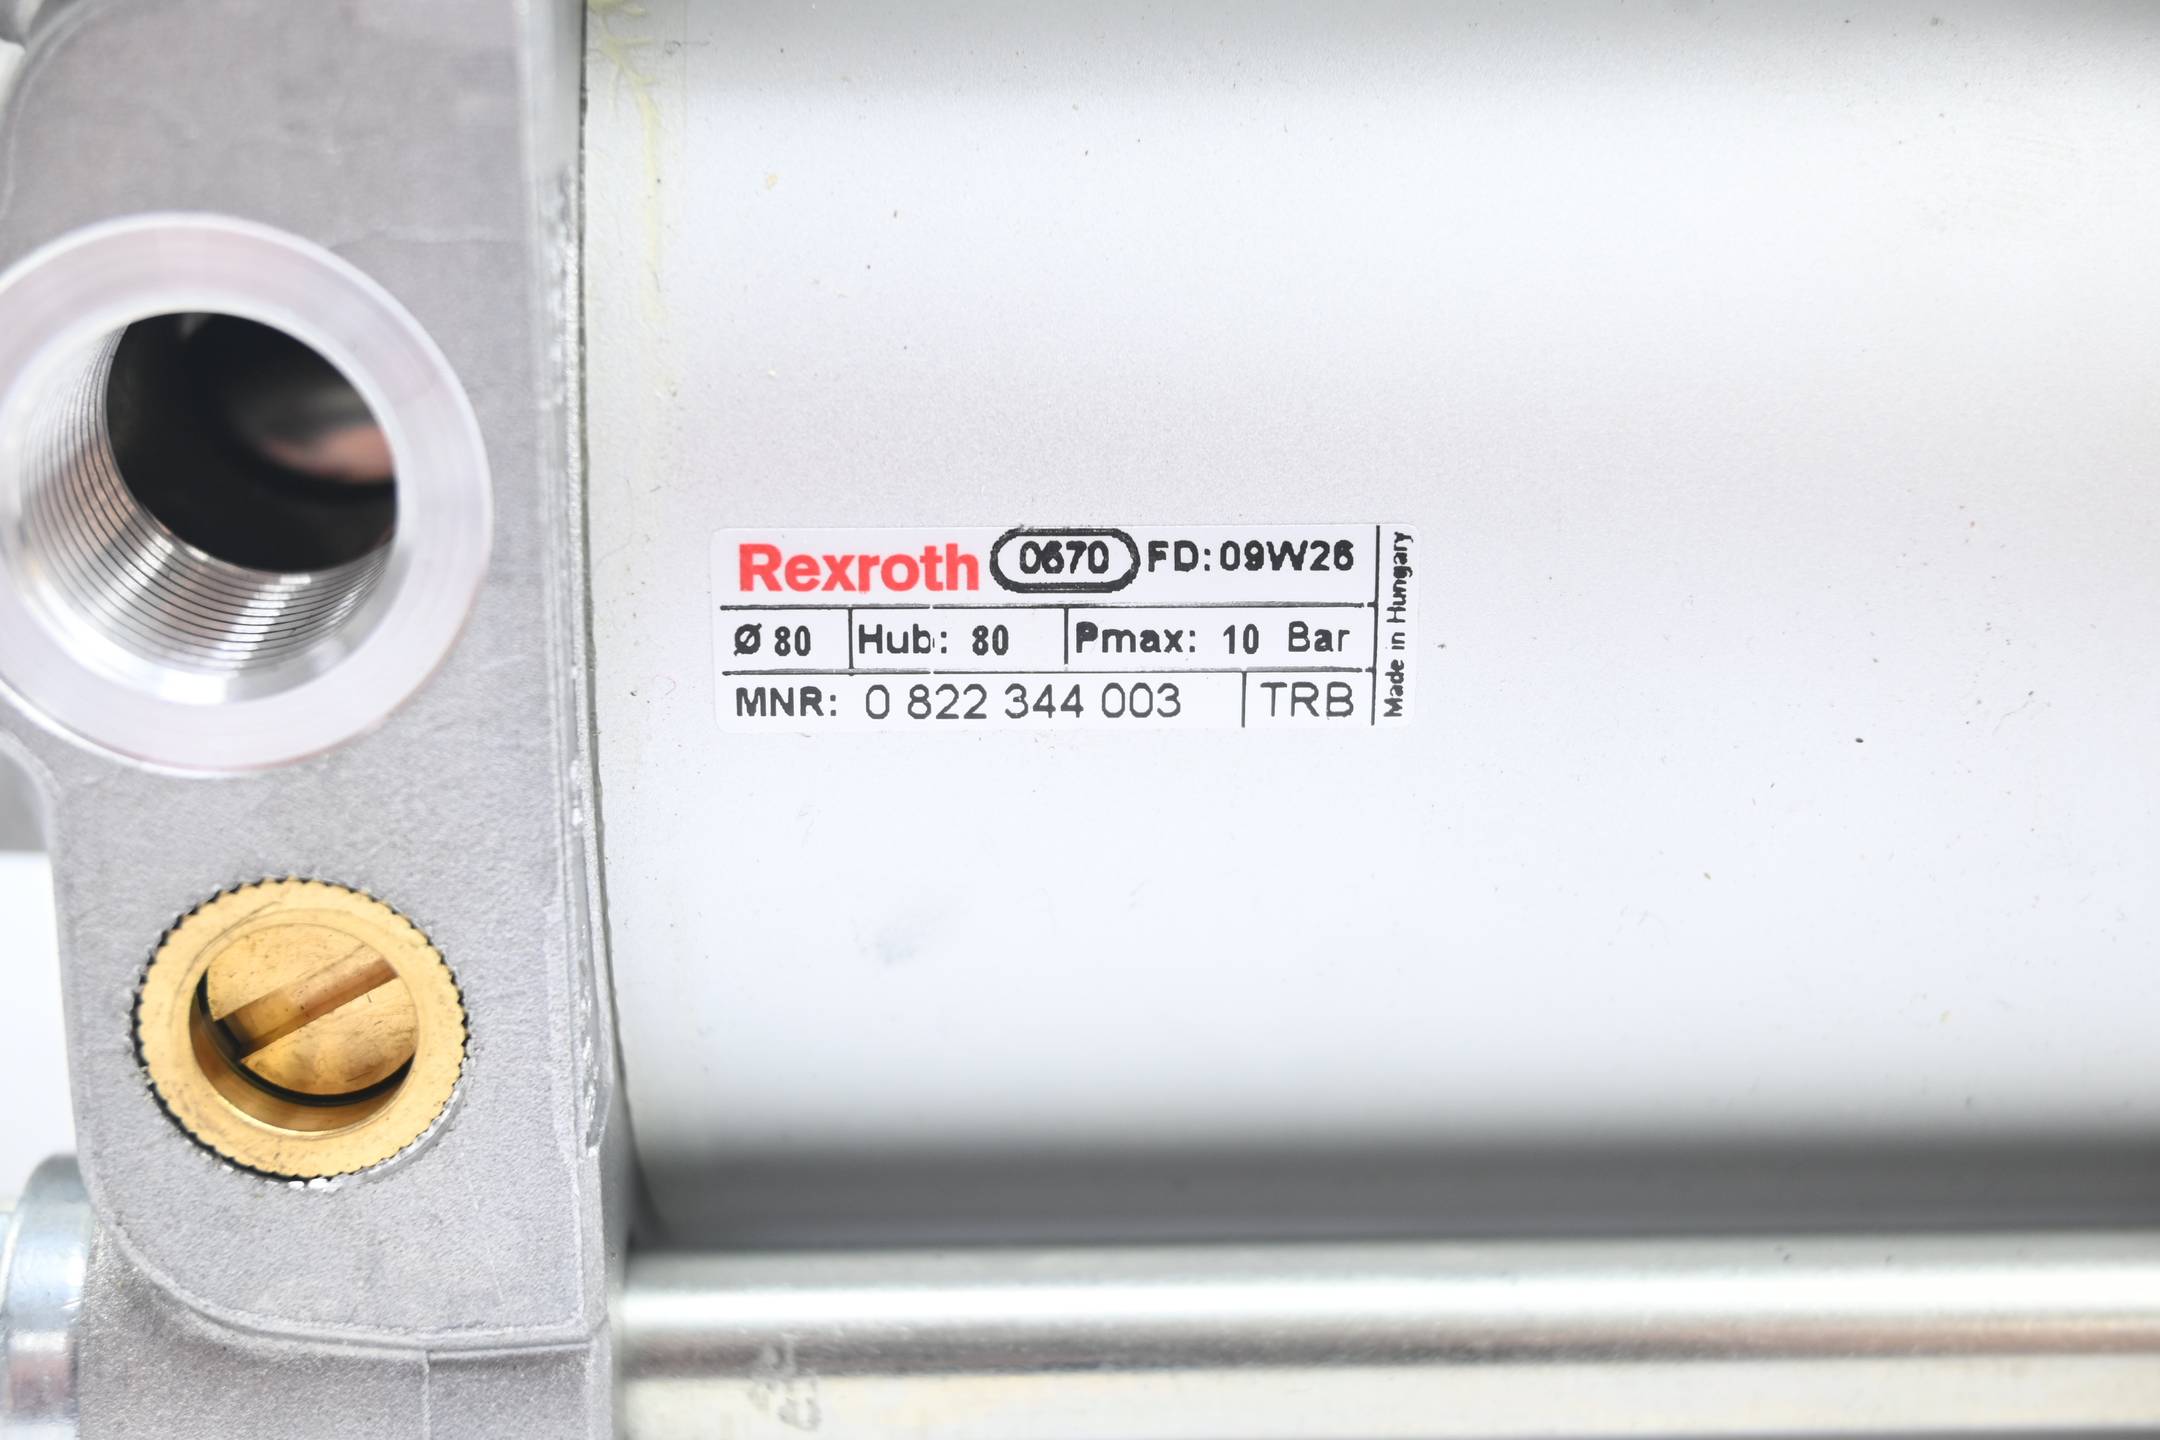 Rexroth 0670 FD: 09W26
Ø 80 Hub: 80 Pmax: 10 Bar
MNR: 0 822 344 003 TRB
Made in Hungary